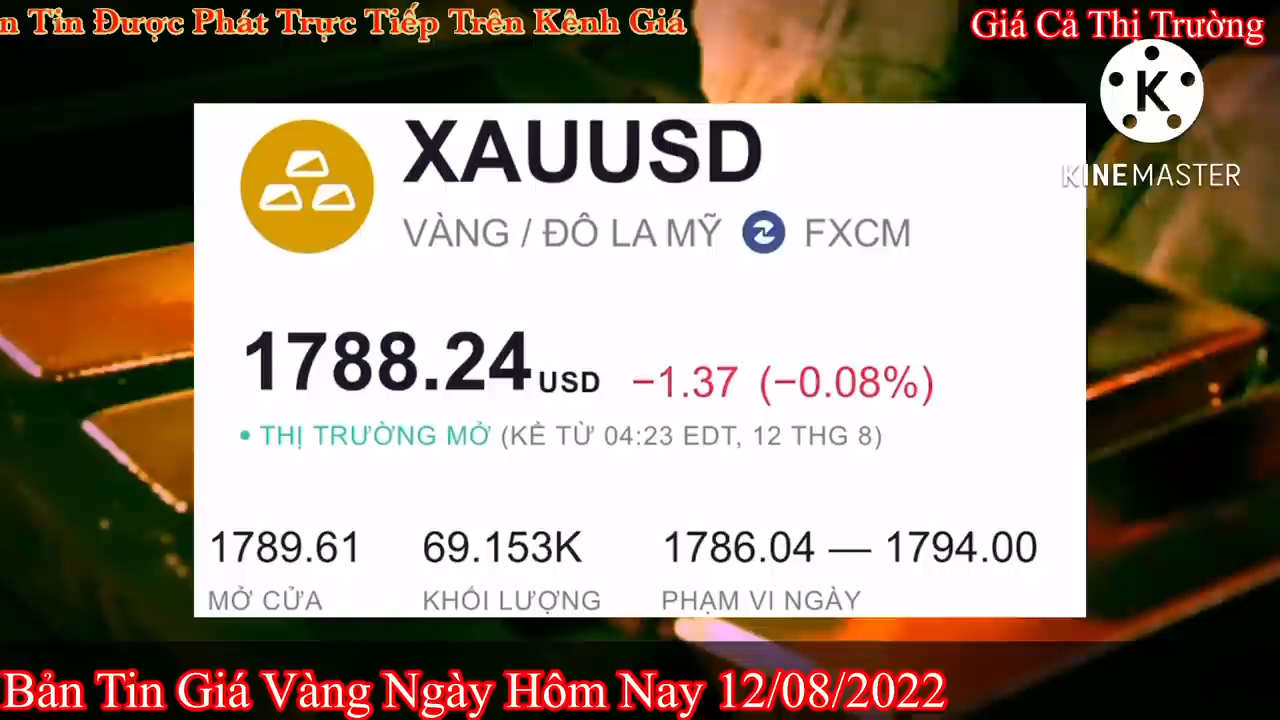 n Tin Được Phát Trực Tiếp Trên Kênh Giá
Giá Cả Thị Trường
K
KINEMASTER
XAUUSD
VÀNG / ĐÔ LA MỸ FXCM
1788.24 USD −1.37 (−0.08%)
• THỊ TRƯỜNG MỞ (KỂ TỪ 04:23 EDT, 12 THG 8)
1789.61 69.153K 1786.04 — 1794.00
MỞ CỬA KHỐI LƯỢNG PHẠM VI NGÀY
Bản Tin Giá Vàng Ngày Hôm Nay 12/08/2022